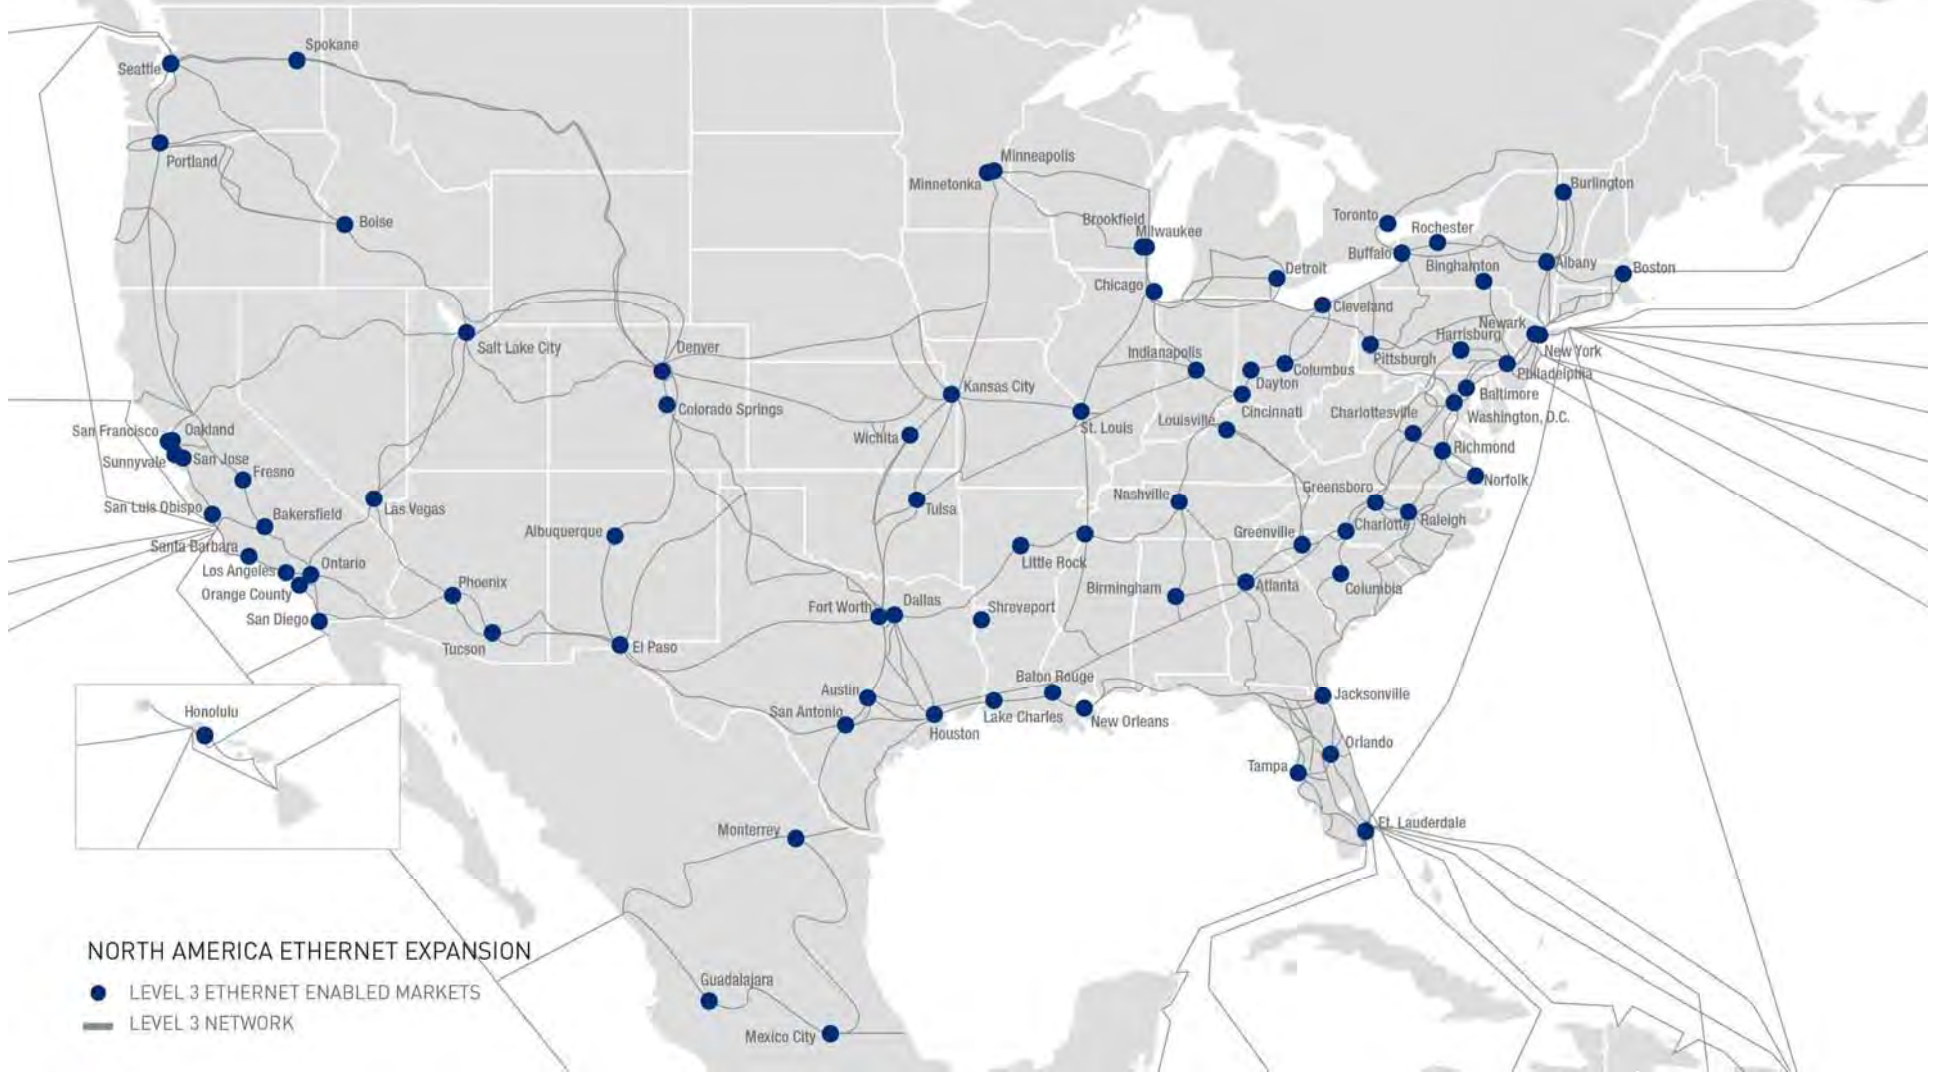 Spokane
Seattle
Portland
Boise
Minneapolis
Minnetonka
Brookfield
Milwaukee
Chicago
Detroit
Toronto
Rochester
Buffalo
Binghamton
Burlington
Albany
Boston
Cleveland
Newark
Harrisburg
New York
Pittsburgh
Philadelphia
Salt Lake City
Denver
Colorado Springs
Kansas City
Wichita
St. Louis
Indianapolis
Columbus
Dayton
Cincinnati
Louisville
Charlottesville
Baltimore
Washington, D.C.
Richmond
Norfolk
San Francisco
Oakland
Sunnyvale
San Jose
Fresno
San Luis Obispo
Bakersfield
Las Vegas
Santa Barbara
Los Angeles
Ontario
Orange County
San Diego
Phoenix
Tucson
Albuquerque
El Paso
Tulsa
Little Rock
Nashville
Greensboro
Greenville
Charlotte
Raleigh
Birmingham
Atlanta
Columbia
Fort Worth
Dallas
Shreveport
Austin
San Antonio
Houston
Lake Charles
Baton Rouge
New Orleans
Jacksonville
Orlando
Tampa
Ft. Lauderdale
Honolulu
Monterrey
Guadalajara
Mexico City
NORTH AMERICA ETHERNET EXPANSION
LEVEL 3 ETHERNET ENABLED MARKETS
LEVEL 3 NETWORK